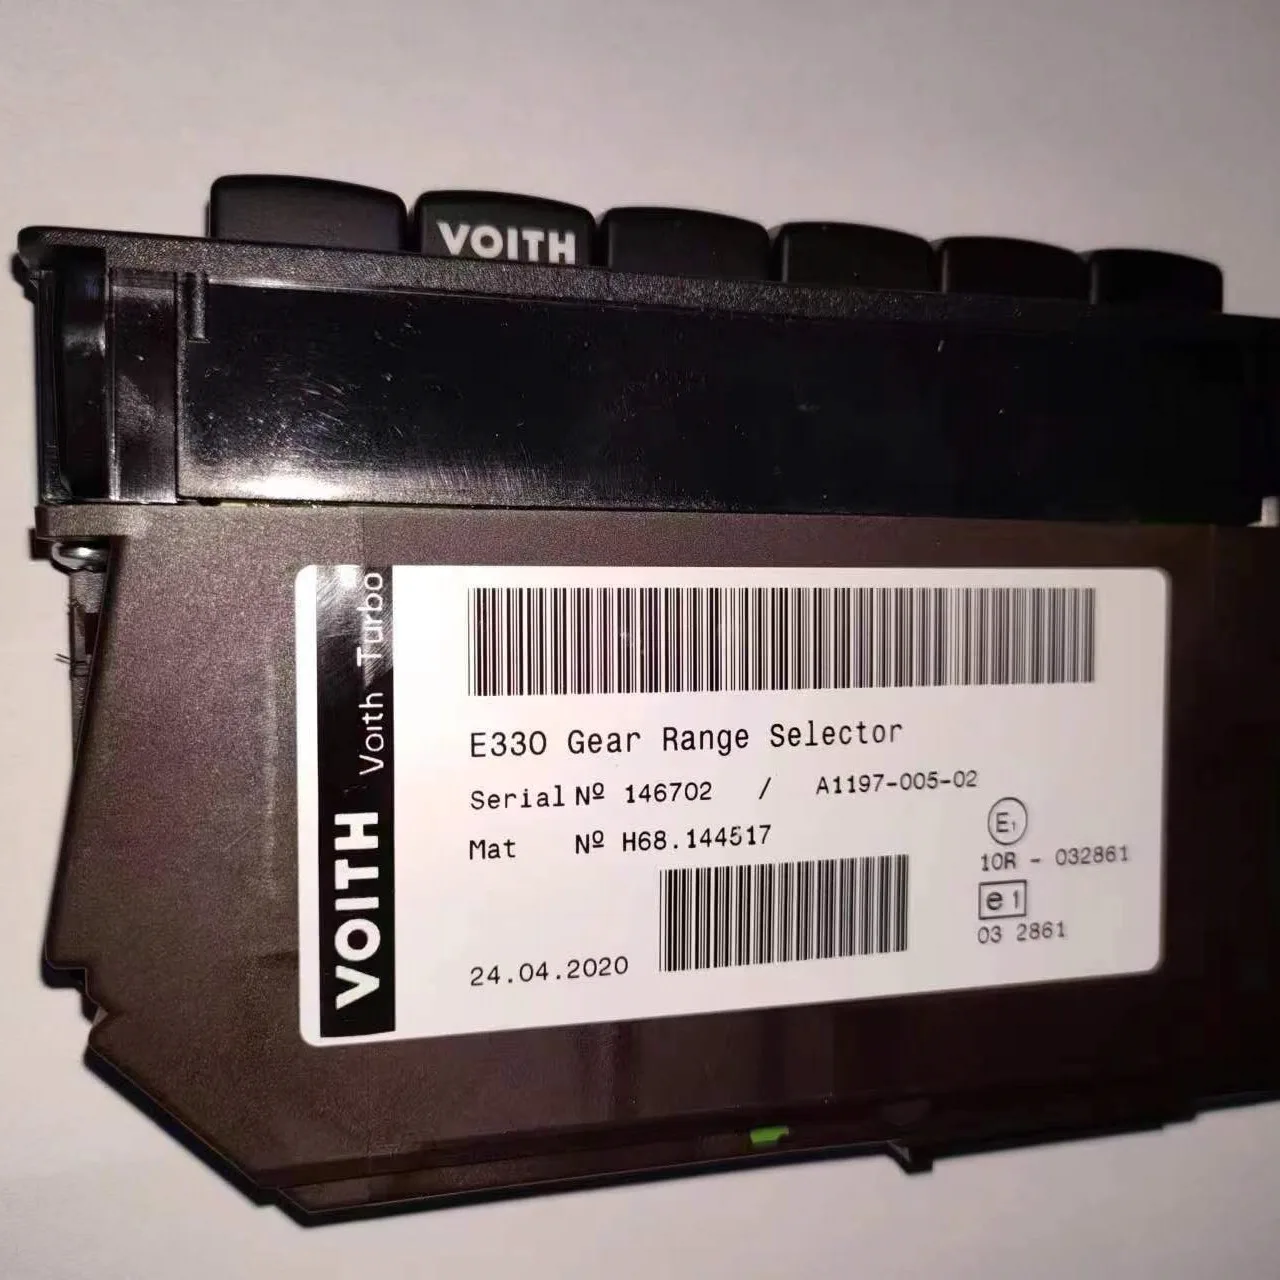 VOITH
VOITH Voith Turbo
E330 Gear Range Selector
Serial Nº 146702 / A1197-005-02
Mat Nº H68.144517
E1
10R - 032861
e1
03 2861
24.04.2020